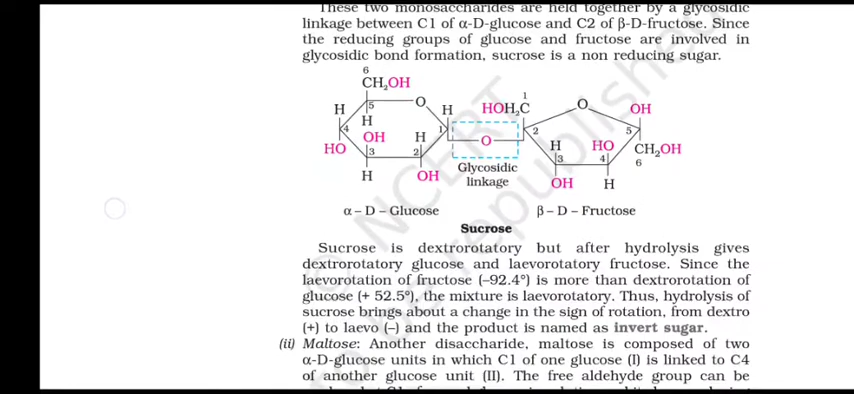 These two monosaccharides are held together by a glycosidic
linkage between C1 of α-D-glucose and C2 of β-D-fructose. Since
the reducing groups of glucose and fructose are involved in
glycosidic bond formation, sucrose is a non reducing sugar.
6
CH₂OH
1
H 5 O H HOH₂C O OH
H
4 OH H 1 O 2 H HO 5
HO 3 2 3 4 CH₂OH
6
H OH Glycosidic
linkage OH H
α – D – Glucose β – D – Fructose
Sucrose
Sucrose is dextrorotatory but after hydrolysis gives
dextrorotatory glucose and laevorotatory fructose. Since the
laevorotation of fructose (–92.4°) is more than dextrorotation of
glucose (+ 52.5°), the mixture is laevorotatory. Thus, hydrolysis of
sucrose brings about a change in the sign of rotation, from dextro
(+) to laevo (–) and the product is named as invert sugar.
(ii) Maltose: Another disaccharide, maltose is composed of two
α-D-glucose units in which C1 of one glucose (I) is linked to C4
of another glucose unit (II). The free aldehyde group can be
© NCERT
to be republished